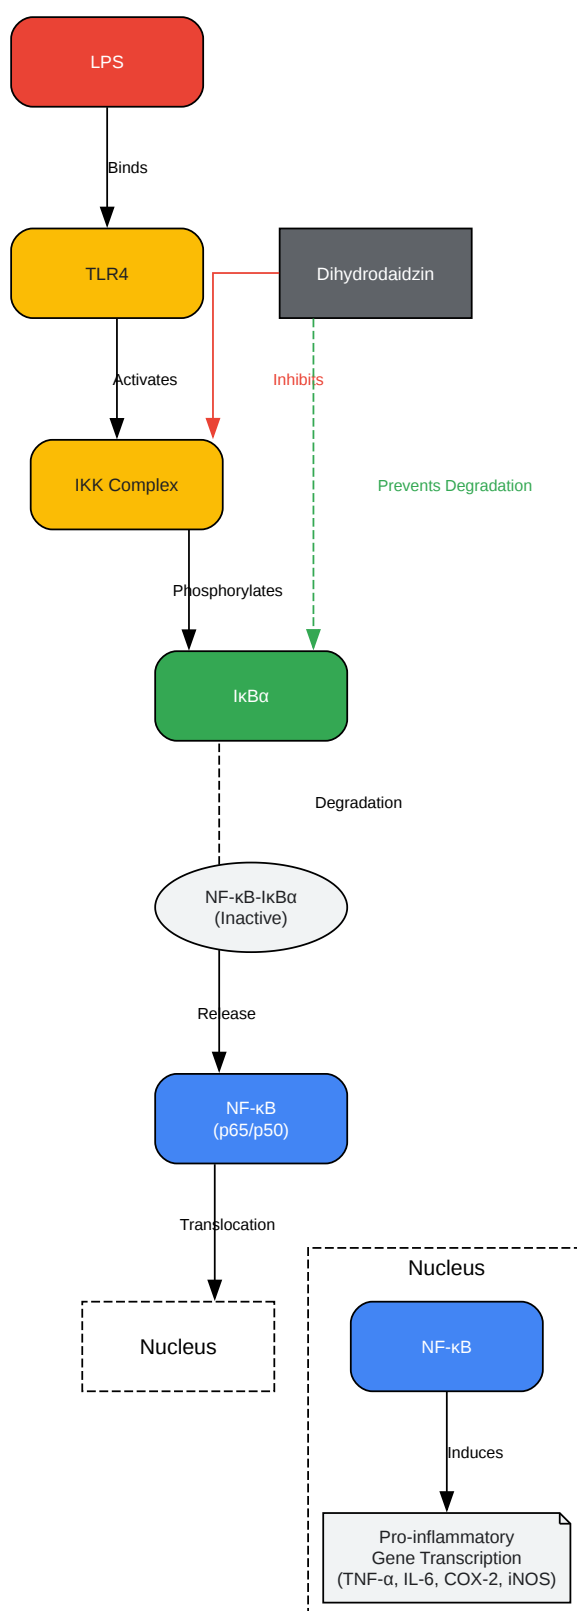 LPS
Binds
TLR4
Dihydrodaidzin
Activates
Inhibits
IKK Complex
Prevents Degradation
Phosphorylates
IκBα
Degradation
NF-κB-IκBα
(Inactive)
Release
NF-κB
(p65/p50)
Translocation
Nucleus
Nucleus
NF-κB
Induces
Pro-inflammatory
Gene Transcription
(TNF-α, IL-6, COX-2, iNOS)